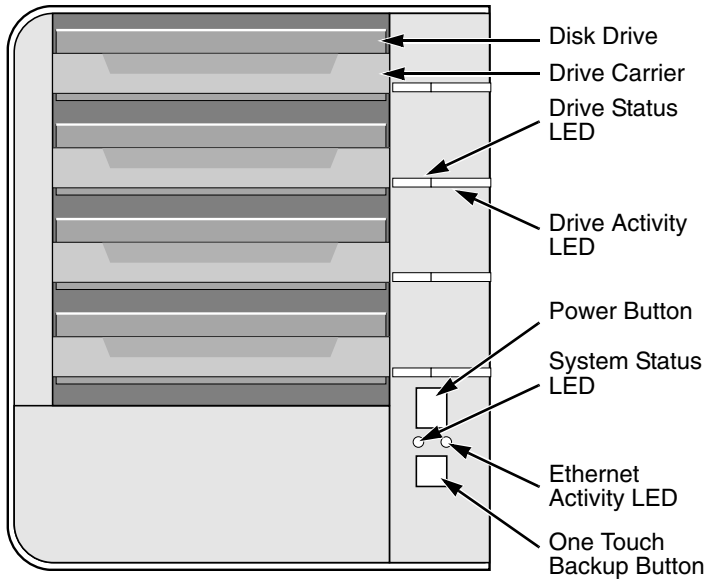 Disk Drive
Drive Carrier
Drive Status
LED
Drive Activity
LED
Power Button
System Status
LED
Ethernet
Activity LED
One Touch
Backup Button